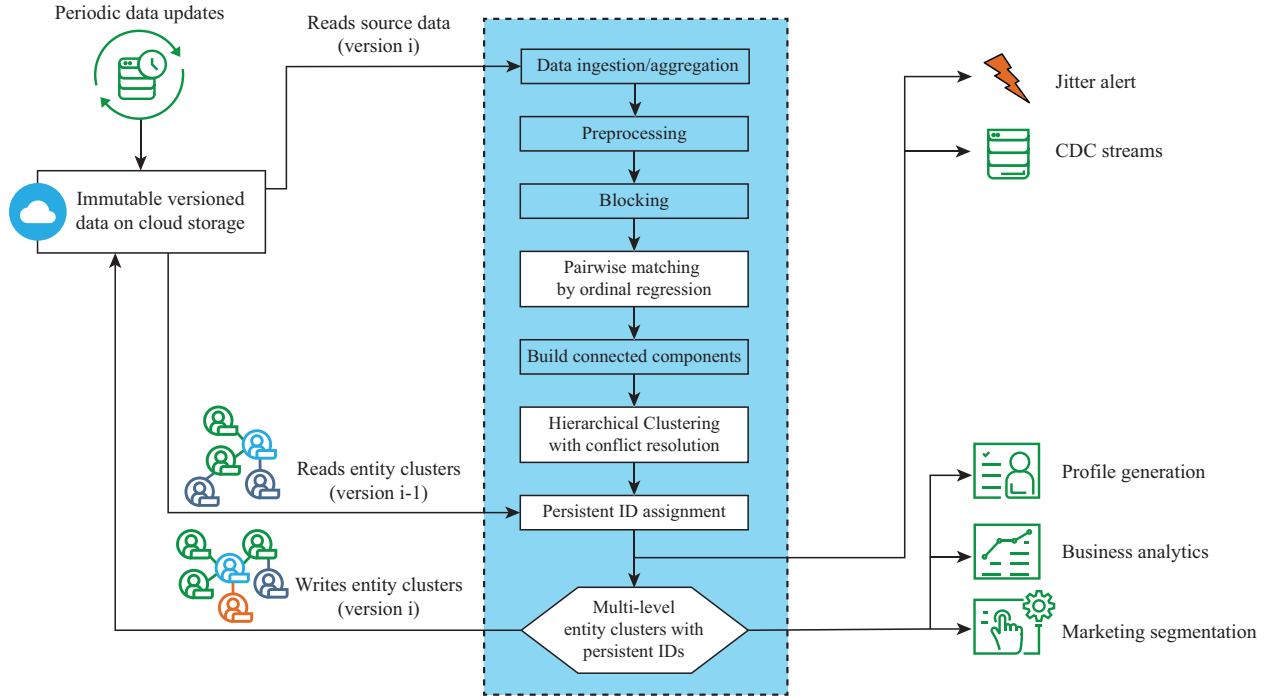 Periodic data updates
Reads source data
(version i)
Immutable versioned
data on cloud storage
Data ingestion/aggregation
Preprocessing
Blocking
Pairwise matching
by ordinal regression
Build connected components
Hierarchical Clustering
with conflict resolution
Reads entity clusters
(version i-1)
Persistent ID assignment
Writes entity clusters
(version i)
Multi-level
entity clusters with
persistent IDs
Jitter alert
CDC streams
Profile generation
Business analytics
Marketing segmentation